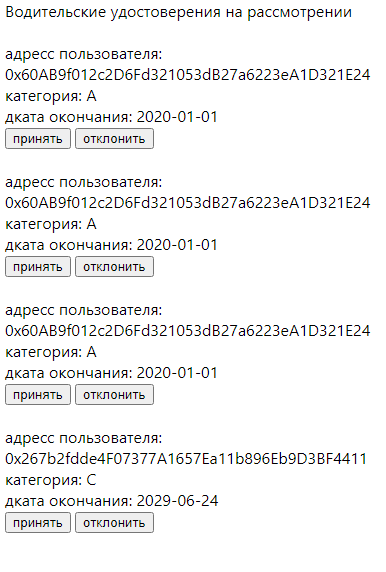 Водительские удостоверения на рассмотрении
адресс пользователя:
0x60AB9f012c2D6Fd321053dB27a6223eA1D321E24
категория: A
дката окончания: 2020-01-01
принять отклонить
адресс пользователя:
0x60AB9f012c2D6Fd321053dB27a6223eA1D321E24
категория: A
дката окончания: 2020-01-01
принять отклонить
адресс пользователя:
0x60AB9f012c2D6Fd321053dB27a6223eA1D321E24
категория: A
дката окончания: 2020-01-01
принять отклонить
адресс пользователя:
0x267b2fdde4F07377A1657Ea11b896Eb9D3BF4411
категория: C
дката окончания: 2029-06-24
принять отклонить